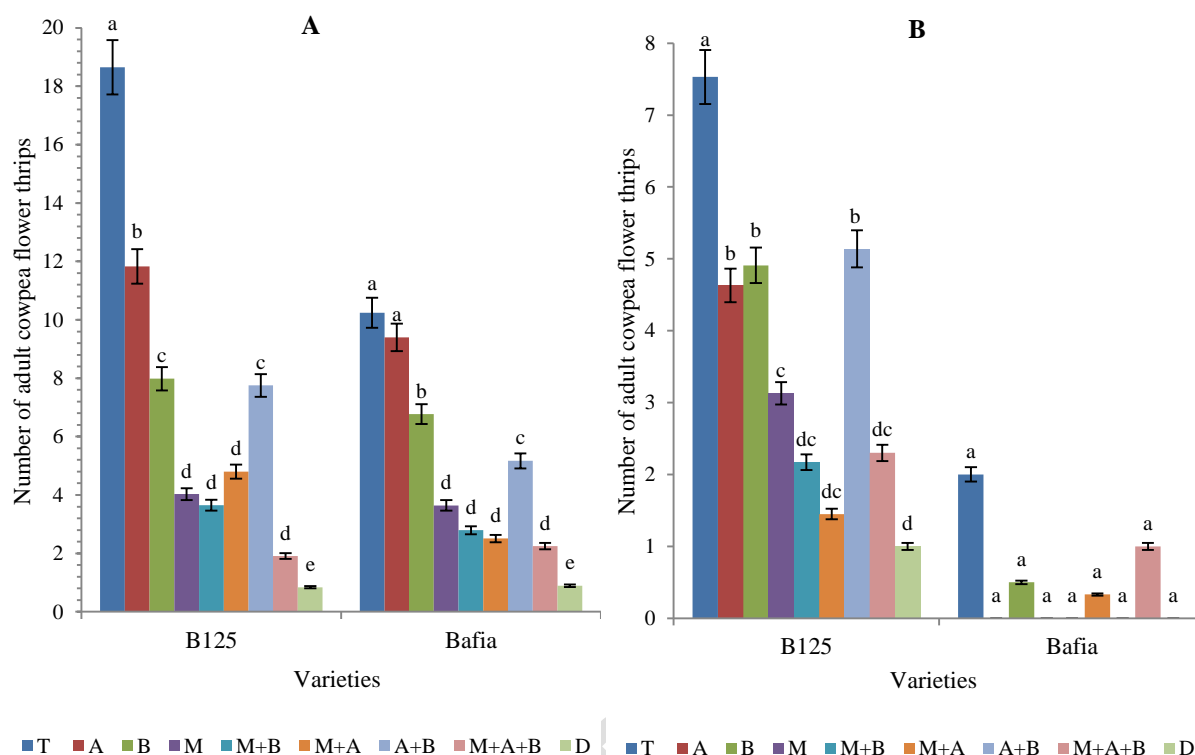 A
Number of adult cowpea flower thrips
20
18
16
14
12
10
8
6
4
2
0
a
b
c
d
d
d
c
d
e
a
a
b
d
d
d
c
d
e
B125 Bafia
Varieties
T A B M M+B M+A A+B M+A+B D
B
Number of adult cowpea flower thrips
8
7
6
5
4
3
2
1
0
a
b
b
c
dc
dc
b
dc
d
a
a
a
a
a
a
a
a
a
B125 Bafia
Varieties
T A B M M+B M+A A+B M+A+B D